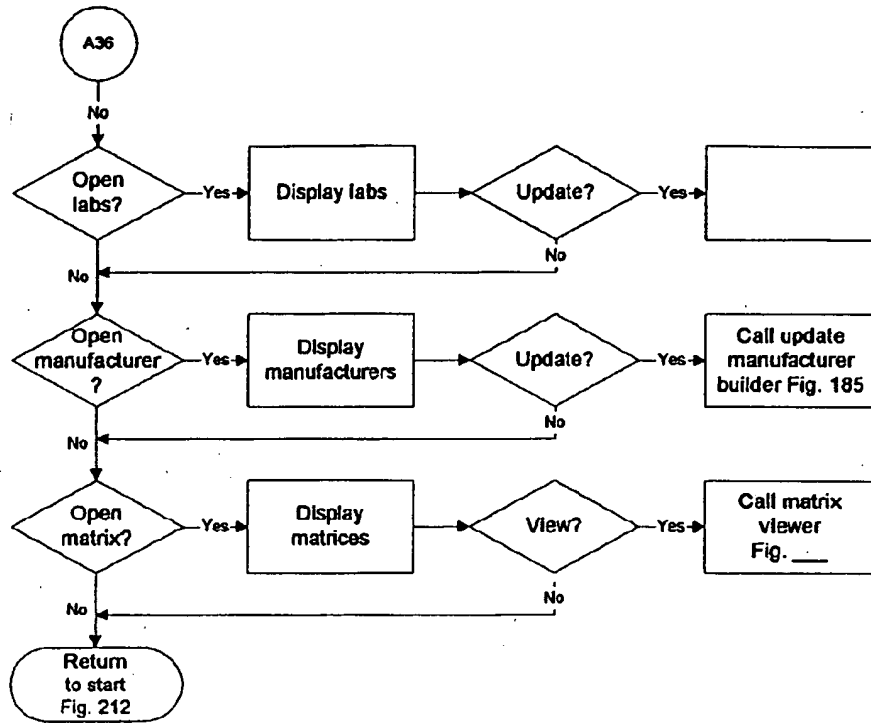 A36
No
Open
labs?
Yes
Display labs
Update?
Yes
No
No
Open
manufacturer
?
Yes
Display
manufacturers
Update?
Yes
Call update
manufacturer
builder Fig. 185
No
No
Open
matrix?
Yes
Display
matrices
View?
Yes
Call matrix
viewer
Fig. ___
No
No
Return
to start
Fig. 212